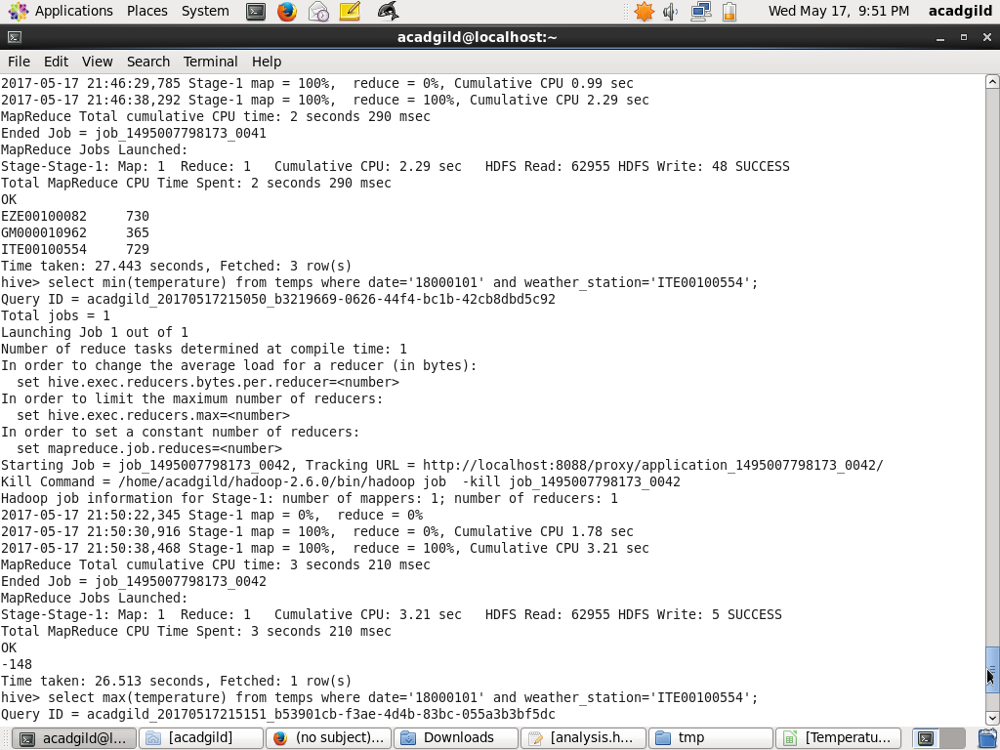 Applications Places System Wed May 17, 9:51 PM acadgild
acadgild@localhost:~
File Edit View Search Terminal Help
2017-05-17 21:46:29,785 Stage-1 map = 100%,  reduce = 0%, Cumulative CPU 0.99 sec
2017-05-17 21:46:38,292 Stage-1 map = 100%,  reduce = 100%, Cumulative CPU 2.29 sec
MapReduce Total cumulative CPU time: 2 seconds 290 msec
Ended Job = job_1495007798173_0041
MapReduce Jobs Launched:
Stage-Stage-1: Map: 1  Reduce: 1   Cumulative CPU: 2.29 sec   HDFS Read: 62955 HDFS Write: 48 SUCCESS
Total MapReduce CPU Time Spent: 2 seconds 290 msec
OK
EZE00100082     730
GM000010962     365
ITE00100554     729
Time taken: 27.443 seconds, Fetched: 3 row(s)
hive> select min(temperature) from temps where date='18000101' and weather_station='ITE00100554';
Query ID = acadgild_20170517215050_b3219669-0626-44f4-bc1b-42cb8dbd5c92
Total jobs = 1
Launching Job 1 out of 1
Number of reduce tasks determined at compile time: 1
In order to change the average load for a reducer (in bytes):
  set hive.exec.reducers.bytes.per.reducer=<number>
In order to limit the maximum number of reducers:
  set hive.exec.reducers.max=<number>
In order to set a constant number of reducers:
  set mapreduce.job.reduces=<number>
Starting Job = job_1495007798173_0042, Tracking URL = http://localhost:8088/proxy/application_1495007798173_0042/
Kill Command = /home/acadgild/hadoop-2.6.0/bin/hadoop job  -kill job_1495007798173_0042
Hadoop job information for Stage-1: number of mappers: 1; number of reducers: 1
2017-05-17 21:50:22,345 Stage-1 map = 0%,  reduce = 0%
2017-05-17 21:50:30,916 Stage-1 map = 100%,  reduce = 0%, Cumulative CPU 1.78 sec
2017-05-17 21:50:38,468 Stage-1 map = 100%,  reduce = 100%, Cumulative CPU 3.21 sec
MapReduce Total cumulative CPU time: 3 seconds 210 msec
Ended Job = job_1495007798173_0042
MapReduce Jobs Launched:
Stage-Stage-1: Map: 1  Reduce: 1   Cumulative CPU: 3.21 sec   HDFS Read: 62955 HDFS Write: 5 SUCCESS
Total MapReduce CPU Time Spent: 3 seconds 210 msec
OK
-148
Time taken: 26.513 seconds, Fetched: 1 row(s)
hive> select max(temperature) from temps where date='18000101' and weather_station='ITE00100554';
Query ID = acadgild_20170517215151_b53901cb-f3ae-4d4b-83bc-055a3b3bf5dc
acadgild@l... [acadgild] (no subject)... Downloads [analysis.h... tmp [Temperatu...